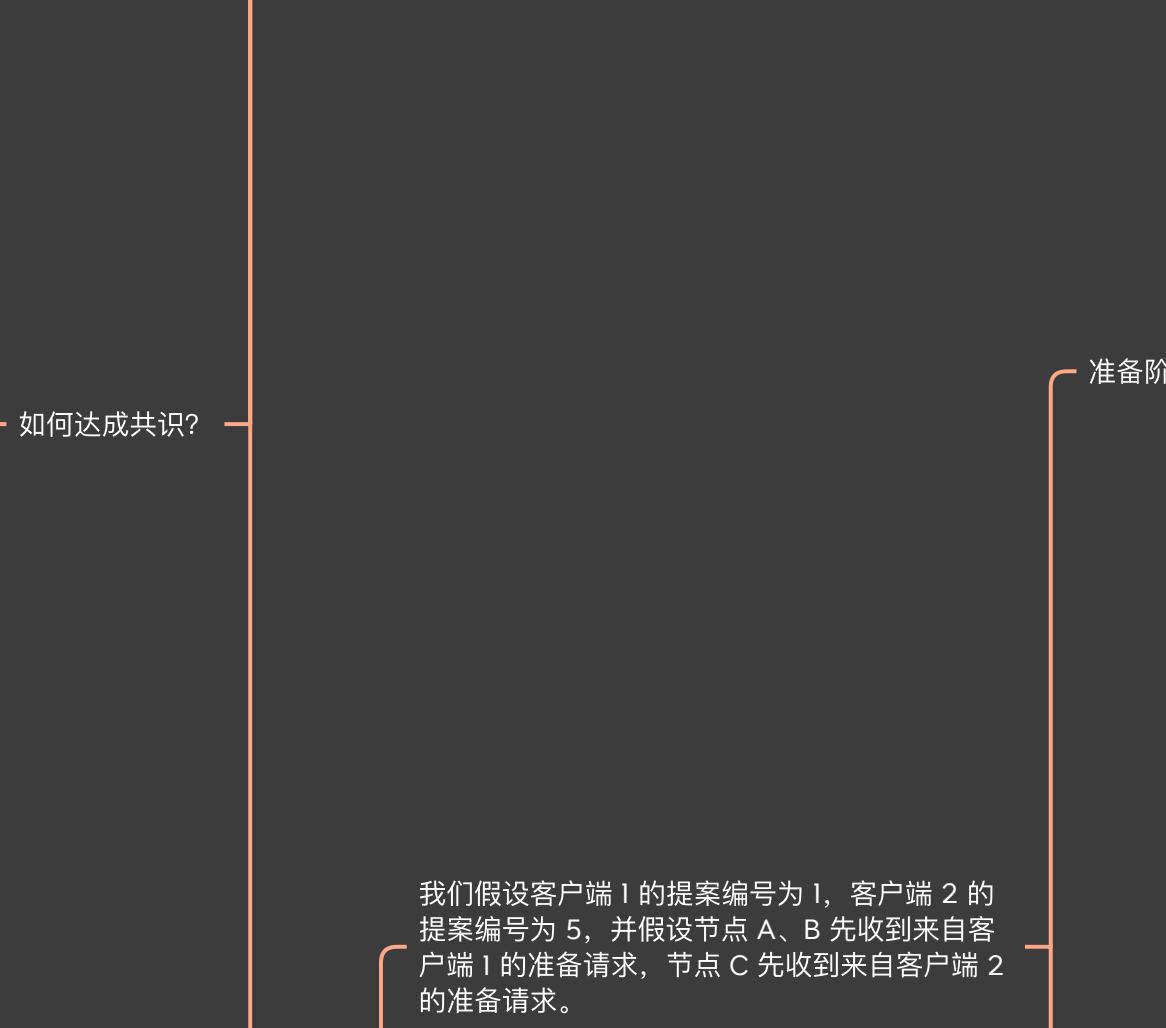 准备阶
如何达成共识？
我们假设客户端 1 的提案编号为 1，客户端 2 的
提案编号为 5，并假设节点 A、B 先收到来自客
户端 1 的准备请求，节点 C 先收到来自客户端 2
的准备请求。